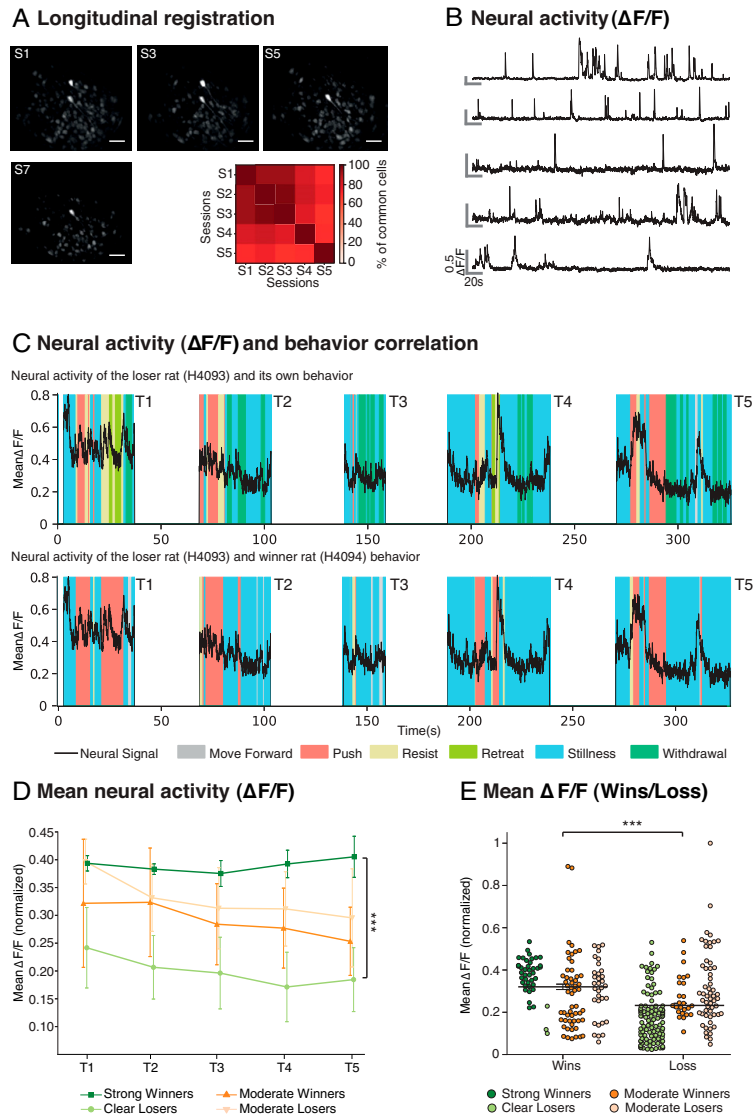 A Longitudinal registration
S1
S3
S5
S7
Sessions
S1
S2
S3
S4
S5
S1 S2 S3 S4 S5
Sessions
100
80
60
40
20
0
% of common cells
B Neural activity (ΔF/F)
0.5
ΔF/F
20s
C Neural activity (ΔF/F) and behavior correlation
Neural activity of the loser rat (H4093) and its own behavior
Mean Δ F/F
0.8
0.6
0.4
0.2
0
T1 T2 T3 T4 T5
0 50 100 150 200 250 300
Neural activity of the loser rat (H4093) and winner rat (H4094) behavior
Mean Δ F/F
0.8
0.6
0.4
0.2
0
T1 T2 T3 T4 T5
0 50 100 150 200 250 300
Time(s)
Neural Signal Move Forward Push Resist Retreat Stillness Withdrawal
D Mean neural activity (ΔF/F)
Mean Δ F/F (normalized)
0.45
0.40
0.35
0.30
0.25
0.20
0.15
0.10
***
T1 T2 T3 T4 T5
Strong Winners Moderate Winners
Clear Losers Moderate Losers
E Mean Δ F/F (Wins/Loss)
***
Mean Δ F/F (normalized)
1
0.8
0.6
0.4
0.2
0
Wins Loss
Strong Winners Moderate Winners
Clear Losers Moderate Losers